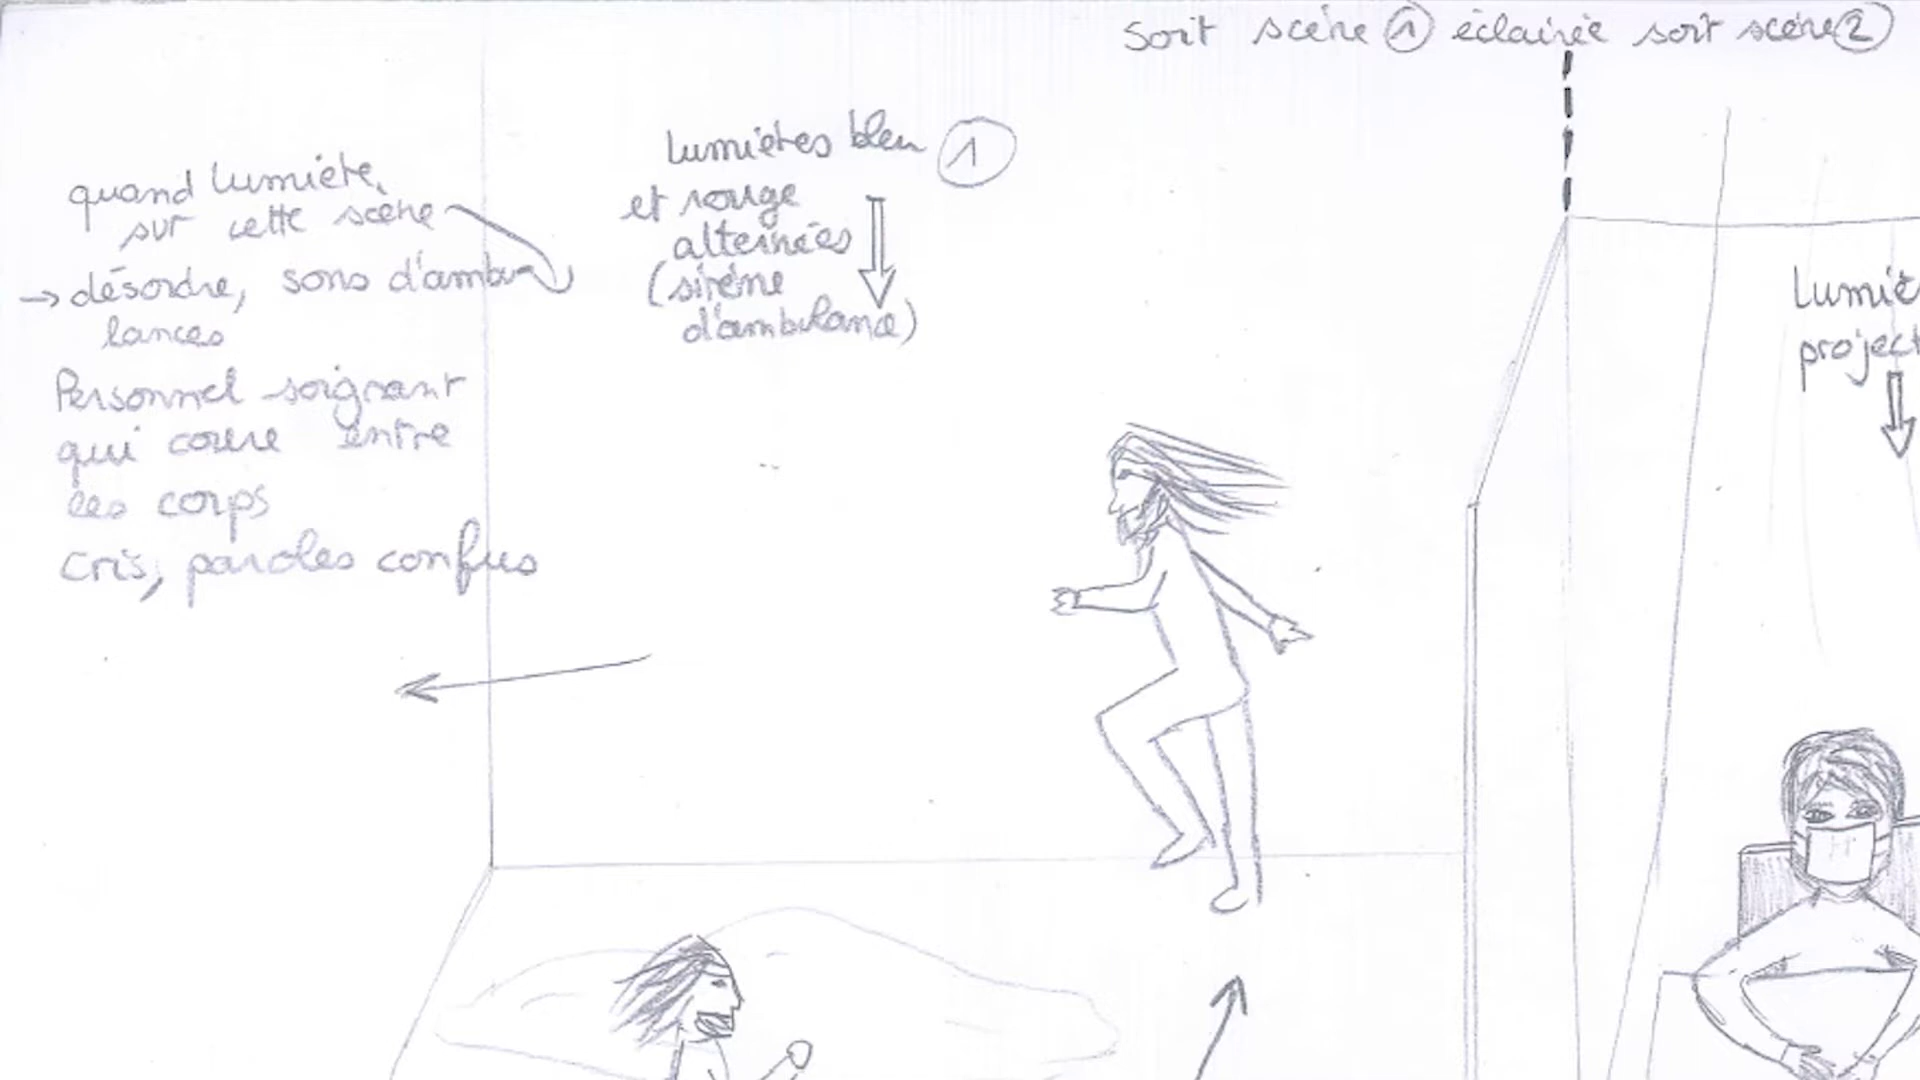 Soit scène 1 éclairée soit scène 2
Lumières bleu 1
et rouge
alternées
(sirène
d'ambulance)
quand lumière,
sur cette scène
→ désordre, sons d'ambu
lances
Personnel soignant
qui coure entre
les corps
cris, paroles confus
Lumiè
project